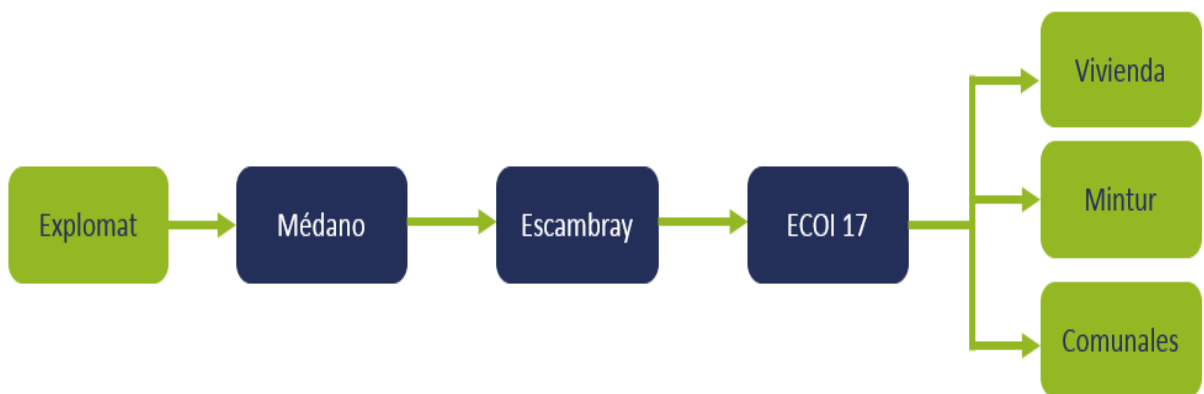 Explomat
Médano
Escambray
ECOI 17
Vivienda
Mintur
Comunales